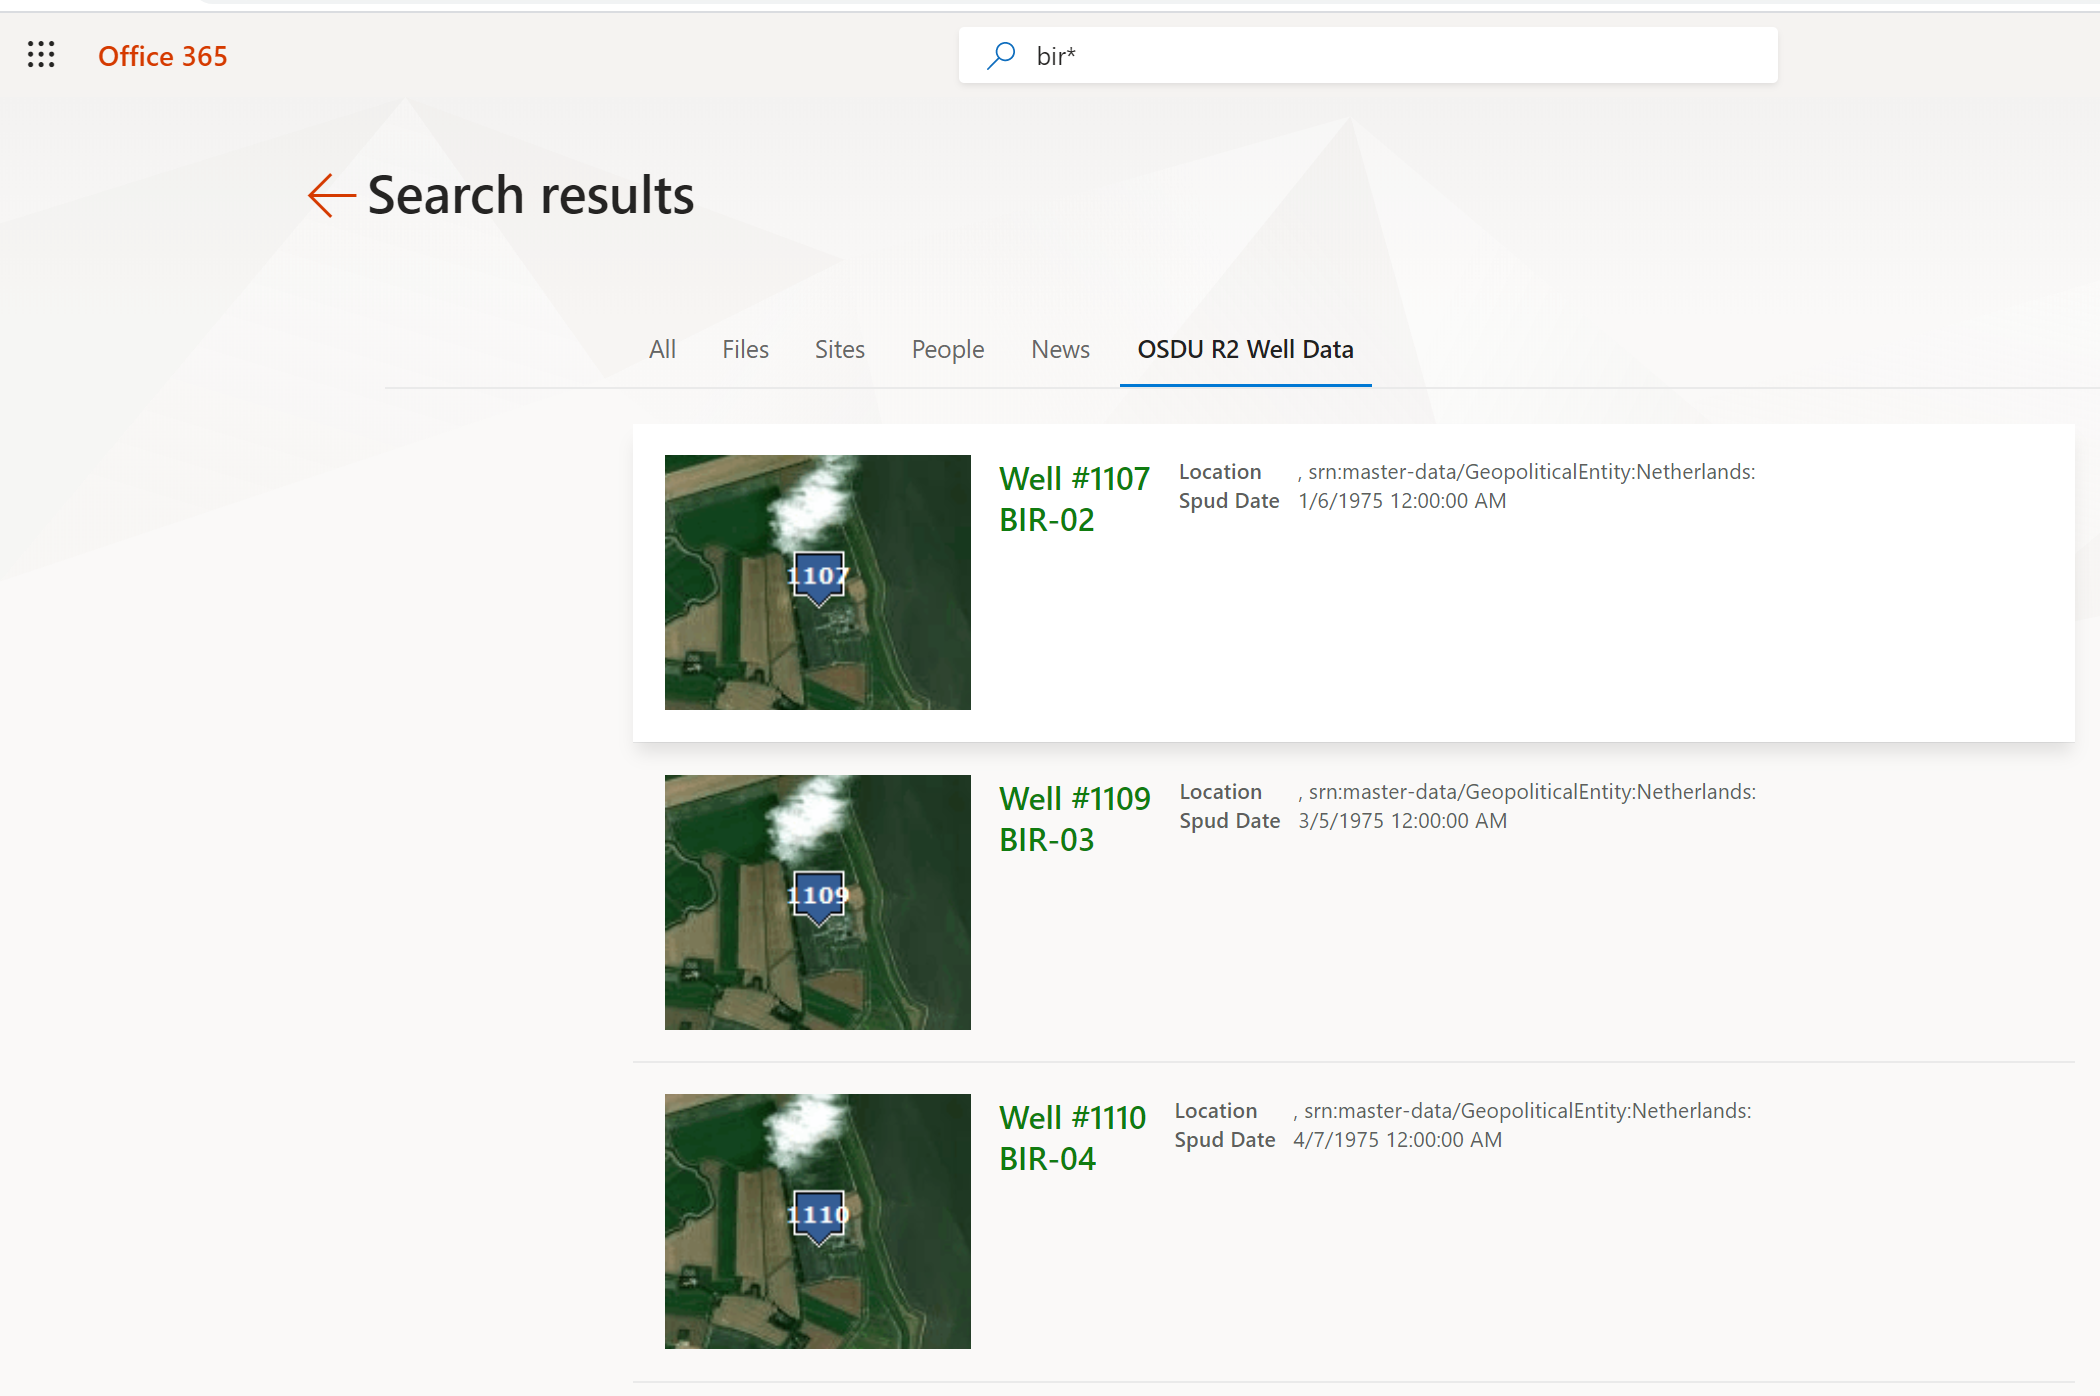 Office 365
bir*
Search results
All Files Sites People News OSDU R2 Well Data
1107
Well #1107
BIR-02
Location , srn:master-data/GeopoliticalEntity:Netherlands:
Spud Date 1/6/1975 12:00:00 AM
1109
Well #1109
BIR-03
Location , srn:master-data/GeopoliticalEntity:Netherlands:
Spud Date 3/5/1975 12:00:00 AM
1110
Well #1110
BIR-04
Location , srn:master-data/GeopoliticalEntity:Netherlands:
Spud Date 4/7/1975 12:00:00 AM